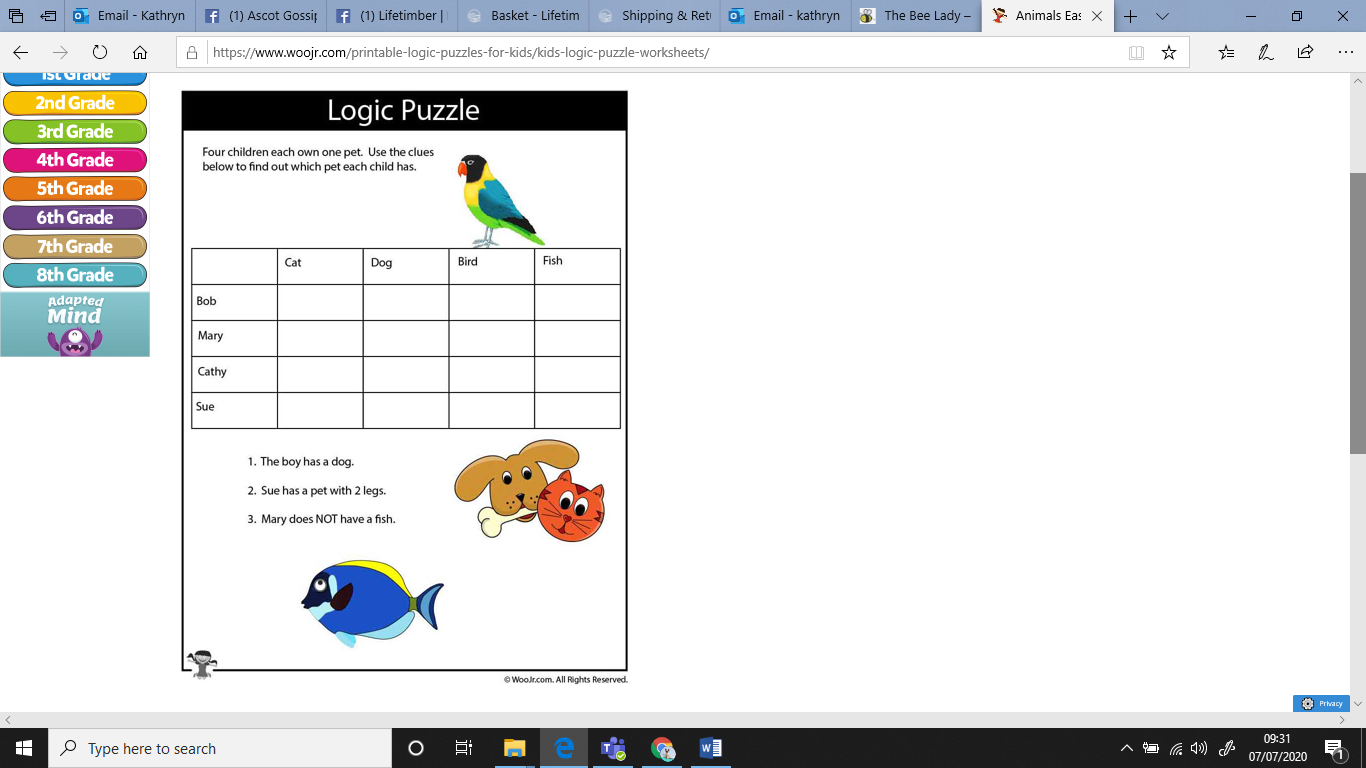 Email - Kathryn
(1) Ascot Gossip
(1) Lifetimber |
Basket - Lifetim
Shipping & Ret
Email - kathryn
The Bee Lady –
Animals Eas
https://www.woojr.com/printable-logic-puzzles-for-kids/kids-logic-puzzle-worksheets/
1st Grade
2nd Grade
3rd Grade
4th Grade
5th Grade
6th Grade
7th Grade
8th Grade
Adapted
Mind
Logic Puzzle
Four children each own one pet. Use the clues
below to find out which pet each child has.
Cat Dog Bird Fish
Bob
Mary
Cathy
Sue
1. The boy has a dog.
2. Sue has a pet with 2 legs.
3. Mary does NOT have a fish.
© WooJr.com. All Rights Reserved.
Privacy
Type here to search
09:31
07/07/2020
1